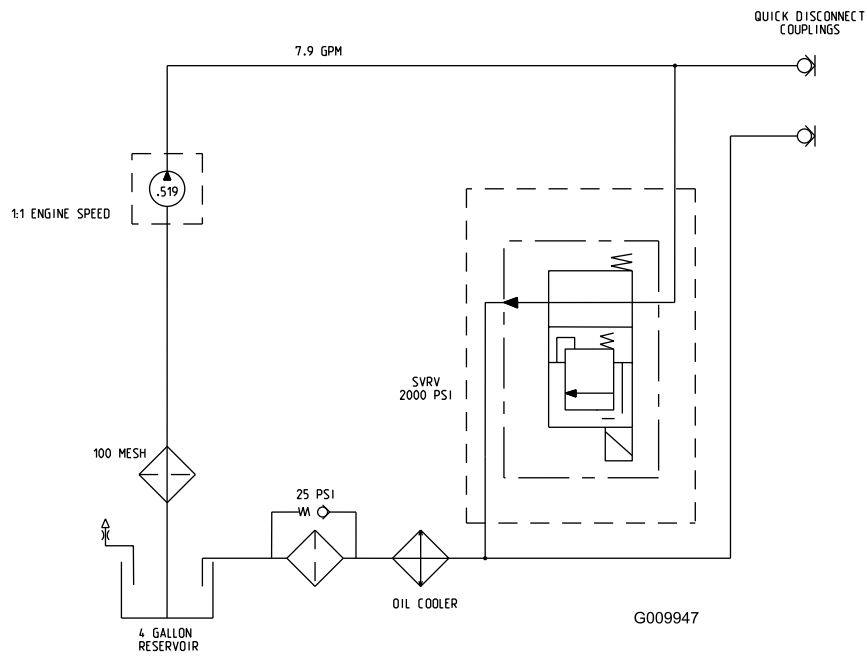 QUICK DISCONNECT
COUPLINGS
7.9 GPM
.519
1:1 ENGINE SPEED
SVRV
2000 PSI
100 MESH
25 PSI
OIL COOLER
G009947
4 GALLON
RESERVOIR